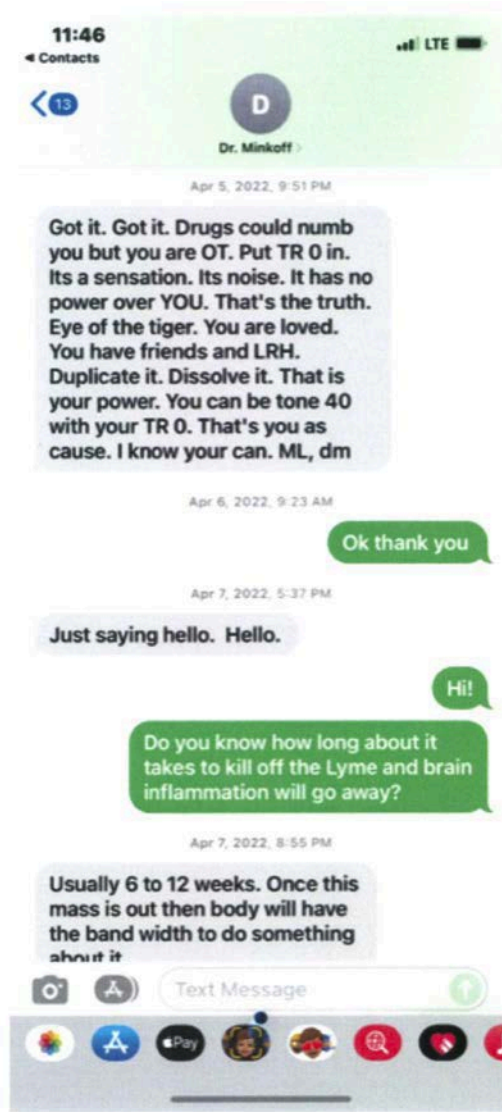 11:46
LTE
◀ Contacts
13
D
Dr. Minkoff >
Apr 5, 2022, 9:51 PM
Got it. Got it. Drugs could numb
you but you are OT. Put TR 0 in.
Its a sensation. Its noise. It has no
power over YOU. That's the truth.
Eye of the tiger. You are loved.
You have friends and LRH.
Duplicate it. Dissolve it. That is
your power. You can be tone 40
with your TR 0. That's you as
cause. I know your can. ML, dm
Apr 6, 2022, 9:23 AM
Ok thank you
Apr 7, 2022, 5:37 PM
Just saying hello. Hello.
Hi!
Do you know how long about it
takes to kill off the Lyme and brain
inflammation will go away?
Apr 7, 2022, 8:55 PM
Usually 6 to 12 weeks. Once this
mass is out then body will have
the band width to do something
about it
Text Message
Pay